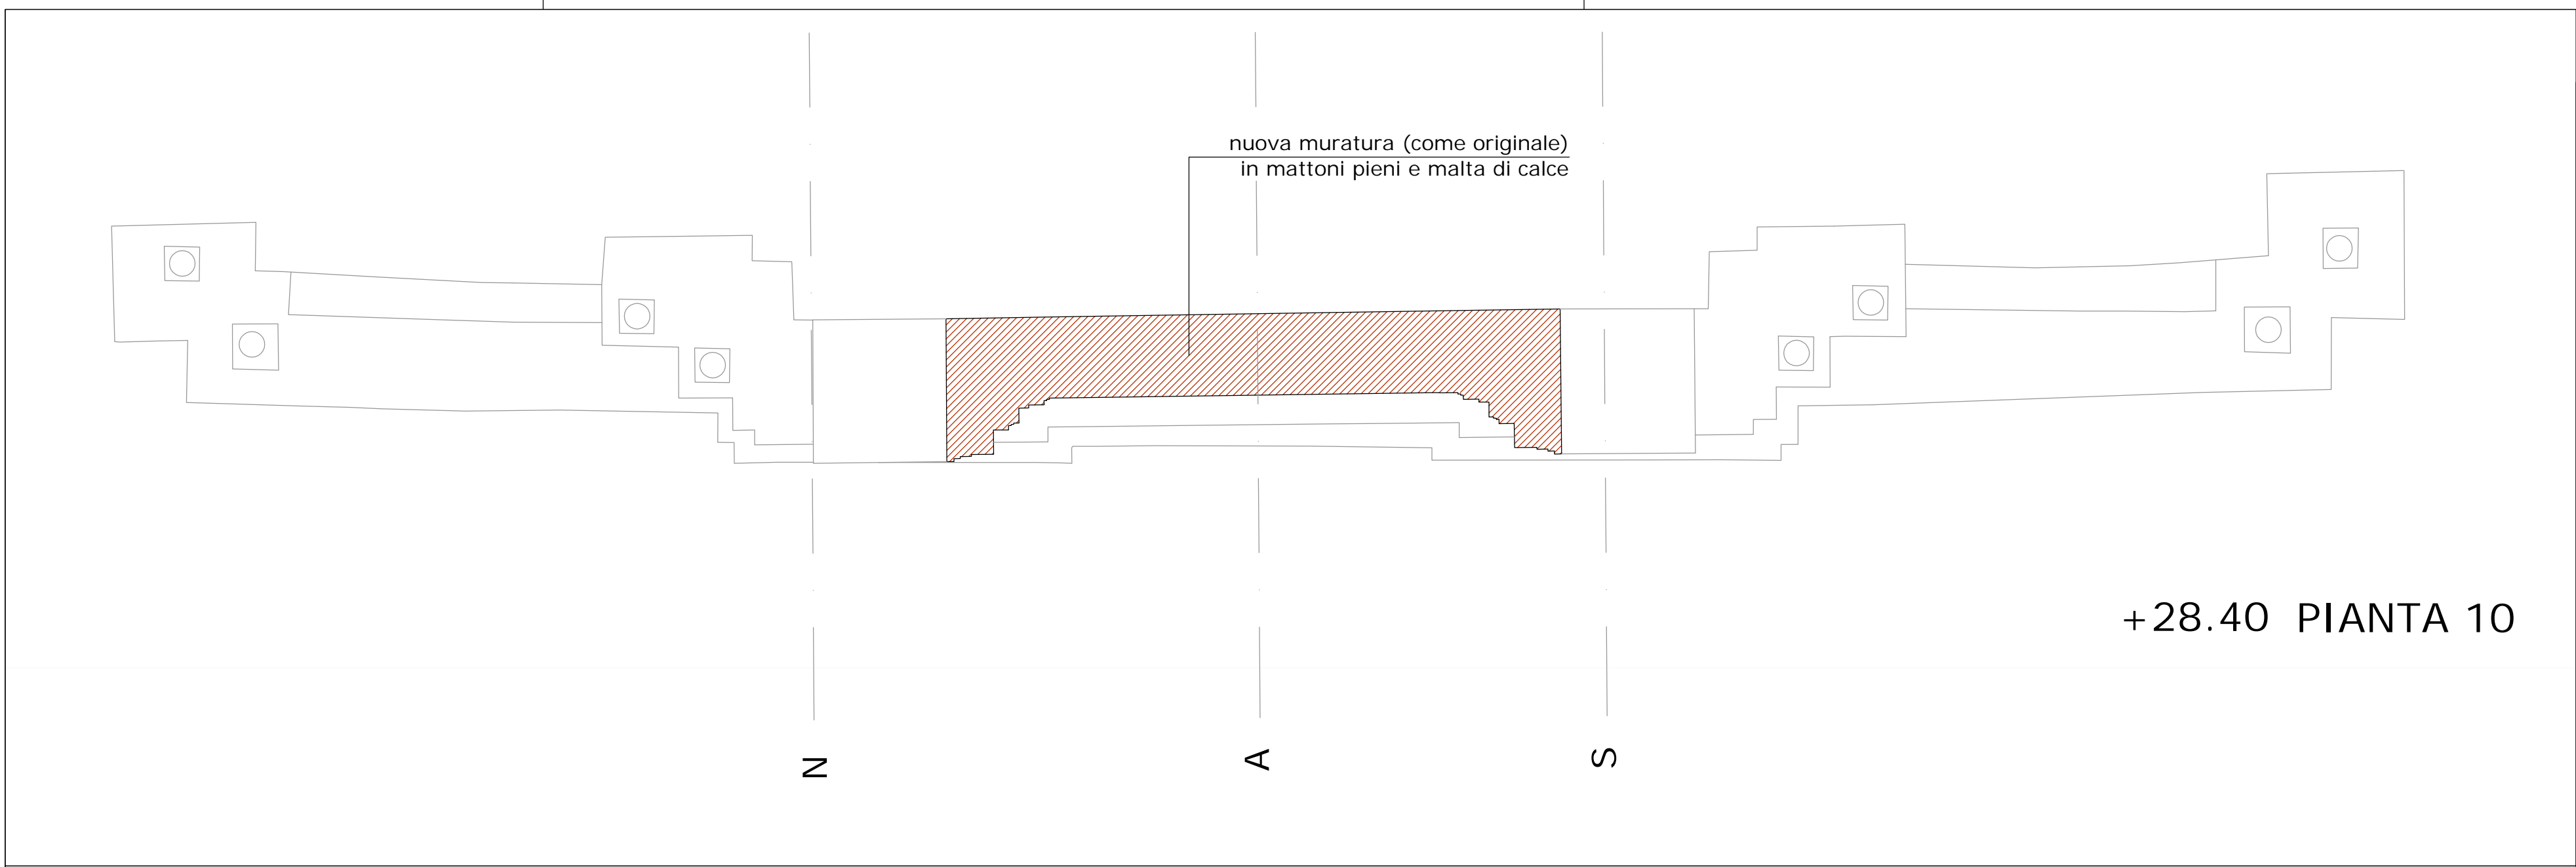 nuova muratura (come originale)
in mattoni pieni e malta di calce
+28.40 PIANTA 10
N
A
S